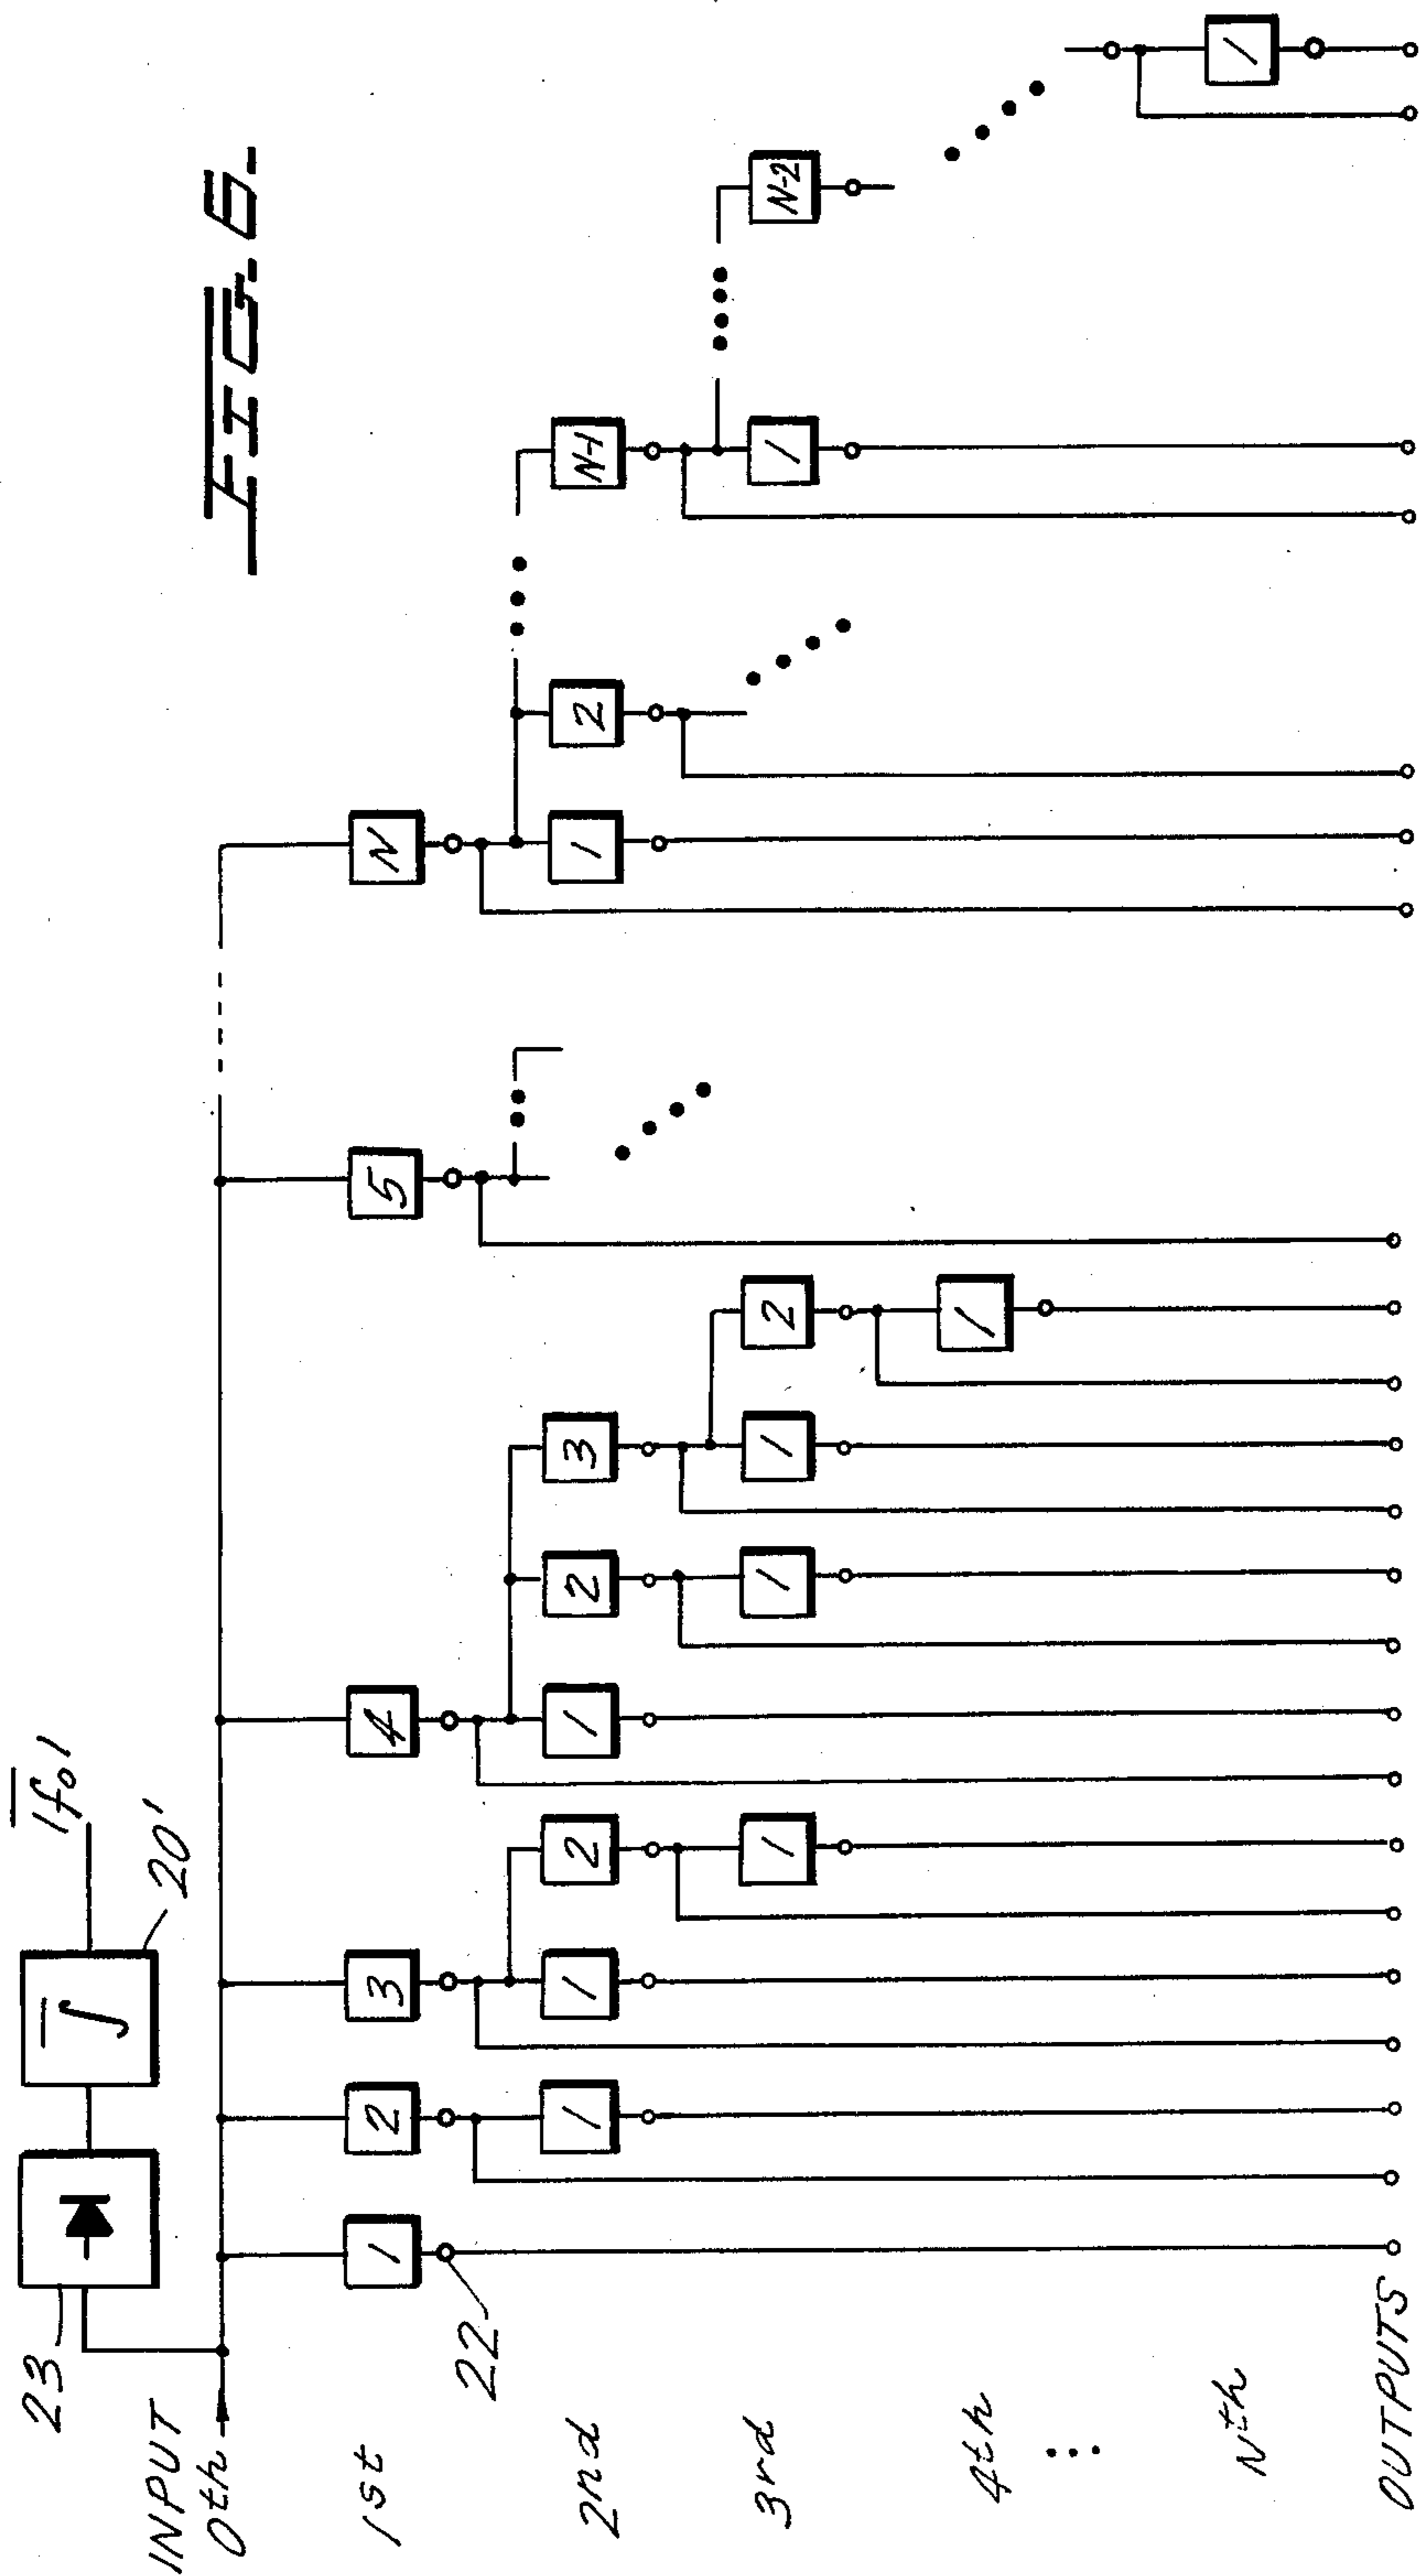 23
∫
20'
|f₀|
INPUT
0th
FIG. 6.
1st 1 2 3 4 5 N
22
2nd 1 1 2 1 2 3 1 2 N-1
3rd 1 1 1 2 1 N-2
4th 1
⋮
Nth 1
OUTPUTS